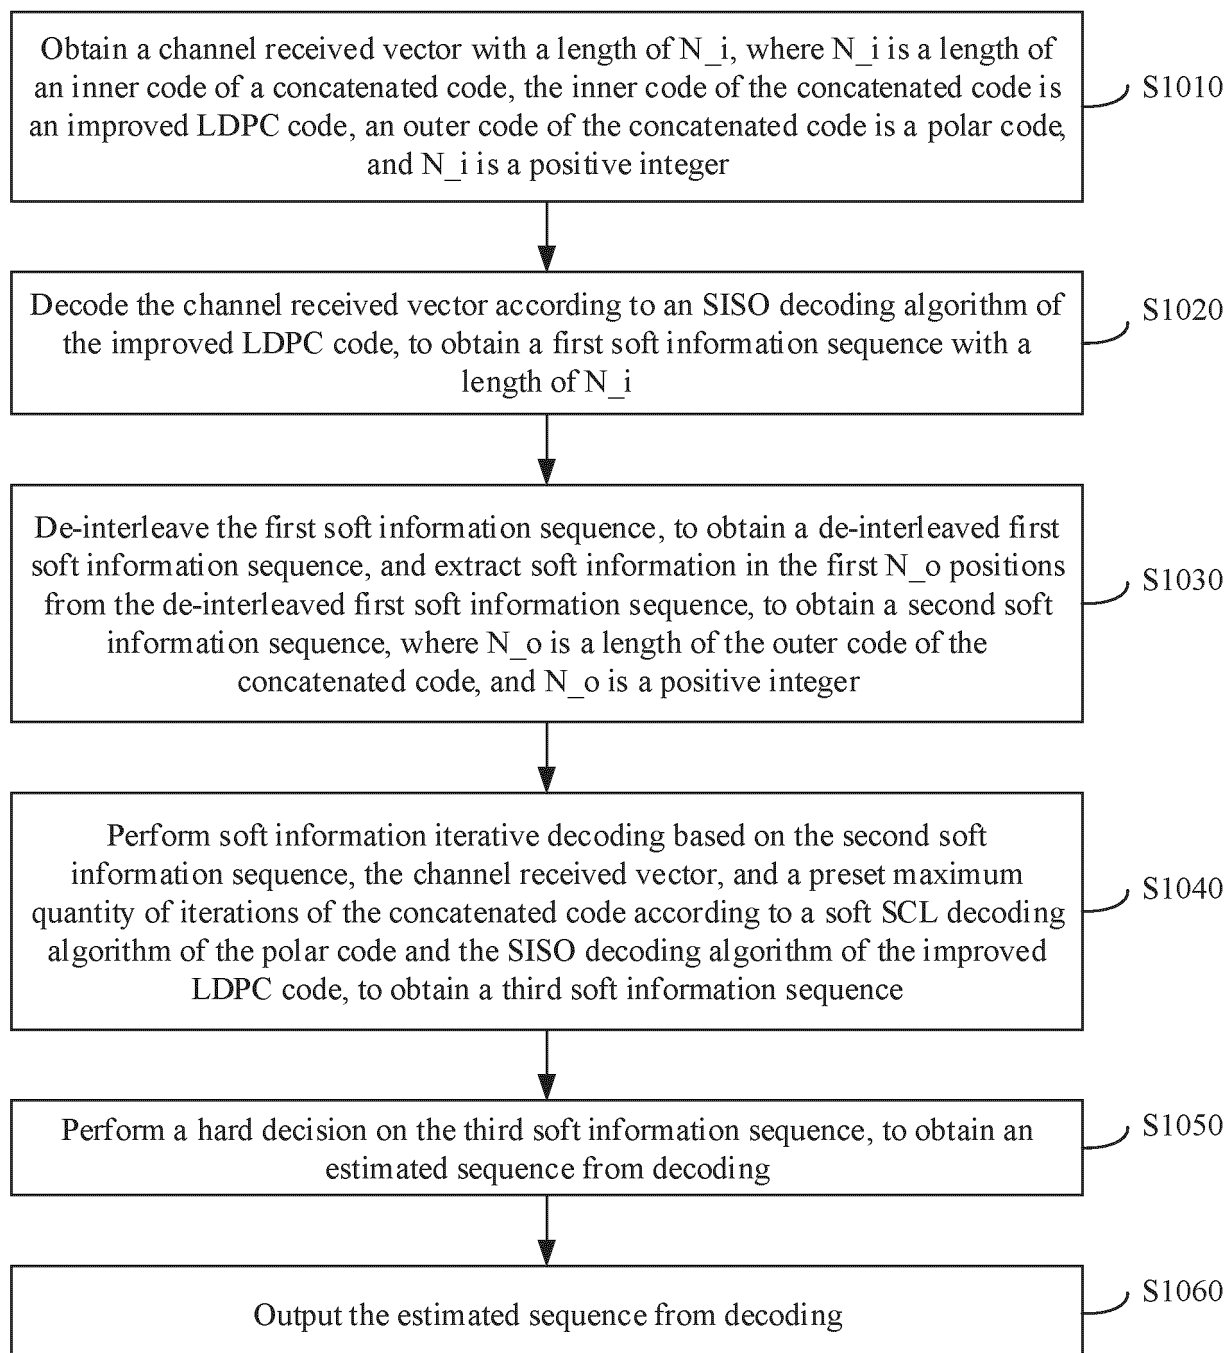 Obtain a channel received vector with a length of N_i, where N_i is a length of
an inner code of a concatenated code, the inner code of the concatenated code is
an improved LDPC code, an outer code of the concatenated code is a polar code,
and N_i is a positive integer
S1010
Decode the channel received vector according to an SISO decoding algorithm of
the improved LDPC code, to obtain a first soft information sequence with a
length of N_i
S1020
De-interleave the first soft information sequence, to obtain a de-interleaved first
soft information sequence, and extract soft information in the first N_o positions
from the de-interleaved first soft information sequence, to obtain a second soft
information sequence, where N_o is a length of the outer code of the
concatenated code, and N_o is a positive integer
S1030
Perform soft information iterative decoding based on the second soft
information sequence, the channel received vector, and a preset maximum
quantity of iterations of the concatenated code according to a soft SCL decoding
algorithm of the polar code and the SISO decoding algorithm of the improved
LDPC code, to obtain a third soft information sequence
S1040
Perform a hard decision on the third soft information sequence, to obtain an
estimated sequence from decoding
S1050
Output the estimated sequence from decoding
S1060